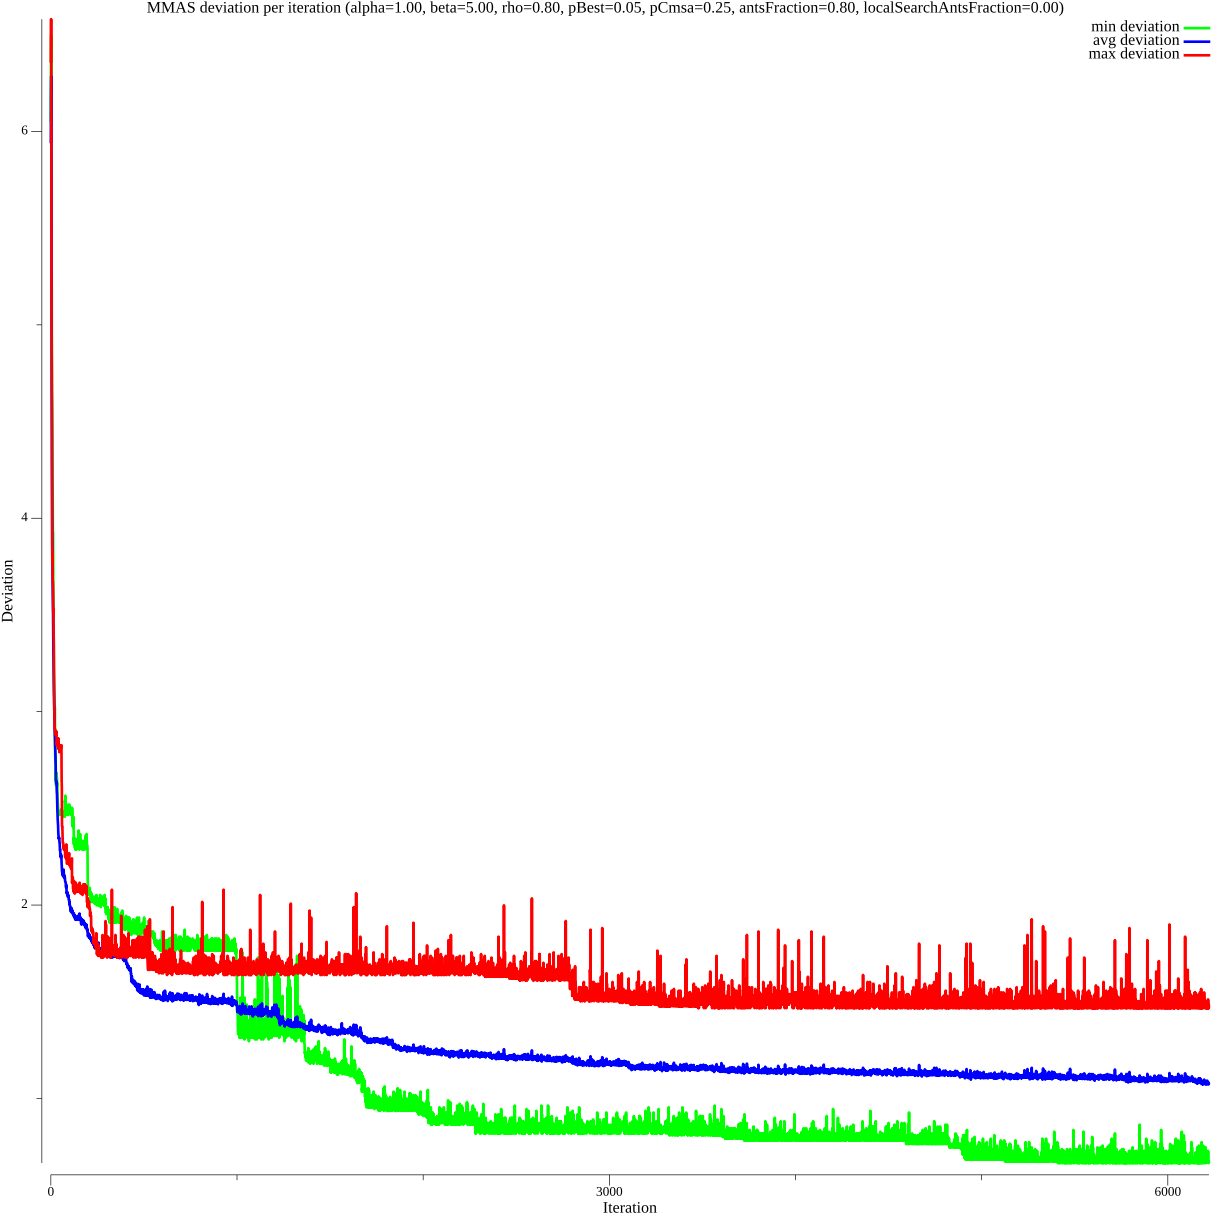 MMAS deviation per iteration (alpha=1.00, beta=5.00, rho=0.80, pBest=0.05, pCmsa=0.25, antsFraction=0.80, localSearchAntsFraction=0.00)
min deviation
avg deviation
max deviation
6
4
2
Deviation
0 3000 6000
Iteration